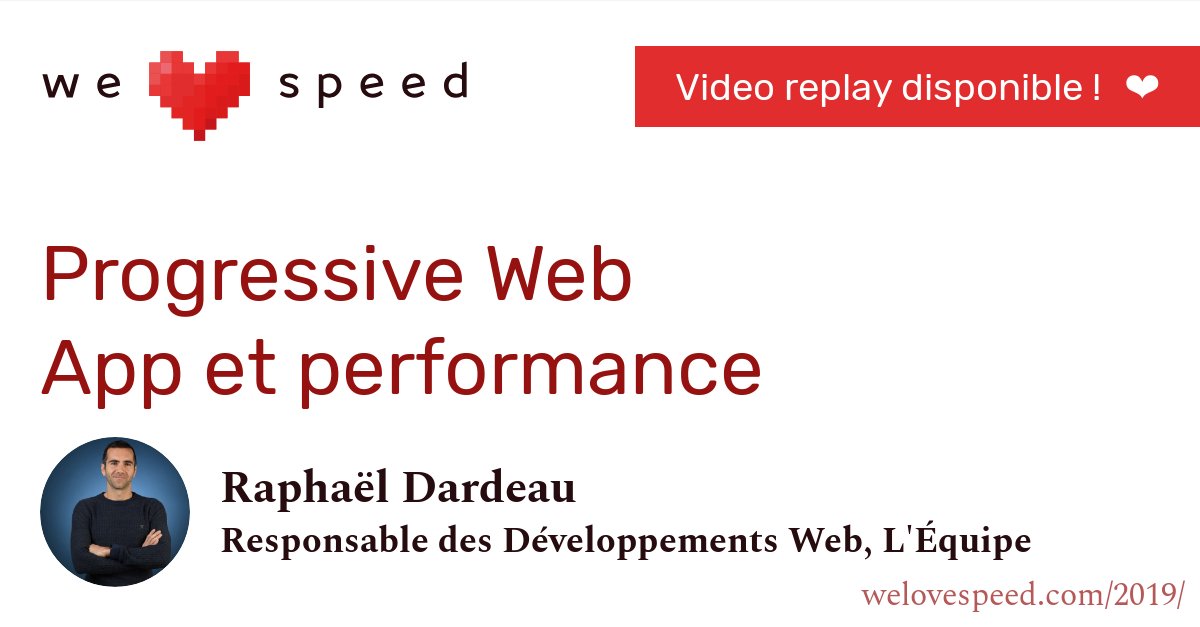 we speed
Video replay disponible ! ❤
Progressive Web
App et performance
Raphaël Dardeau
Responsable des Développements Web, L'Équipe
welovespeed.com/2019/